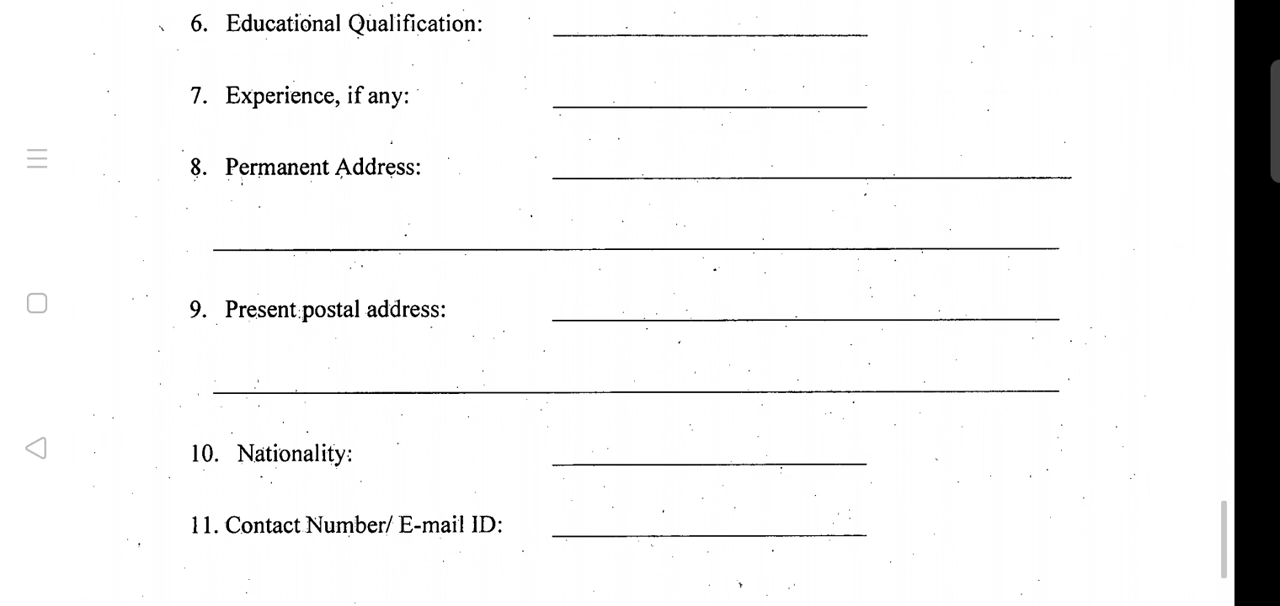 6. Educational Qualification:
7. Experience, if any:
8. Permanent Address:
9. Present postal address:
10. Nationality:
11. Contact Number/ E-mail ID: